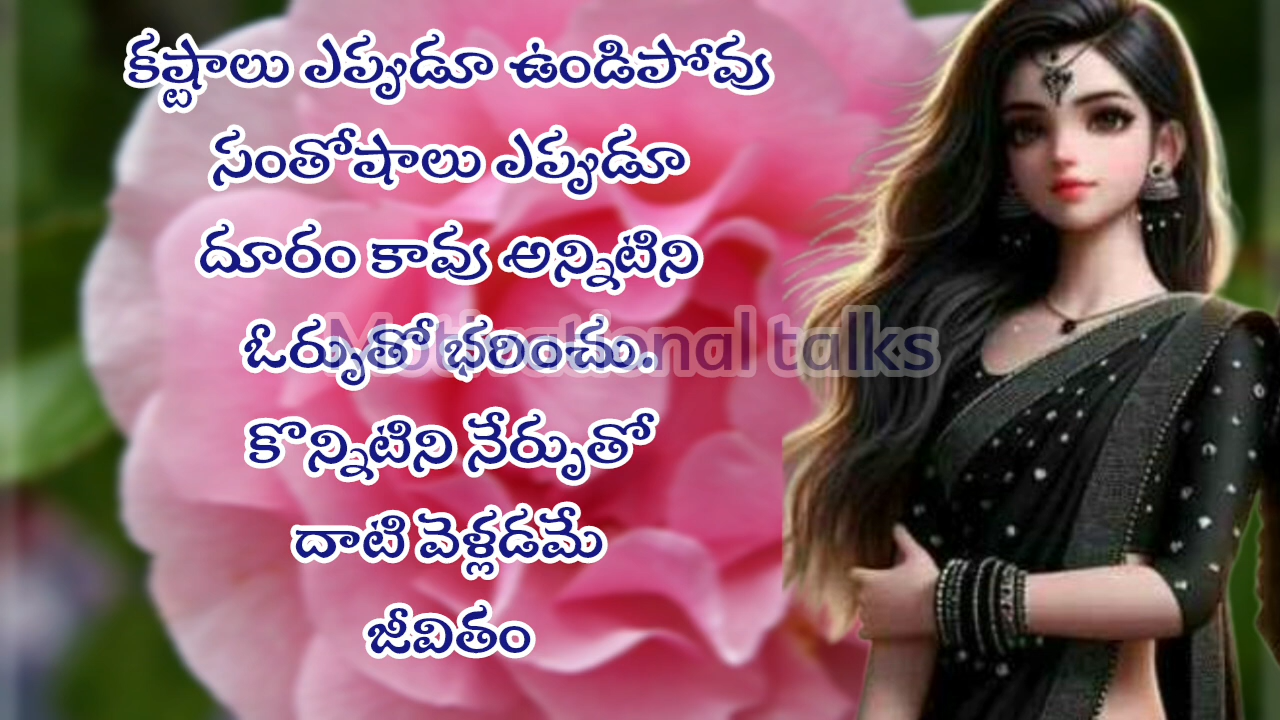 కష్టాలు ఎప్పుడూ ఉండిపోవు
సంతోషాలు ఎప్పుడూ
దూరం కావు అన్నిటిని
ఓర్పుతో భరించు.
Motivational talks
కొన్నిటిని నేర్పుతో
దాటి వెళ్లడమే
జీవితం